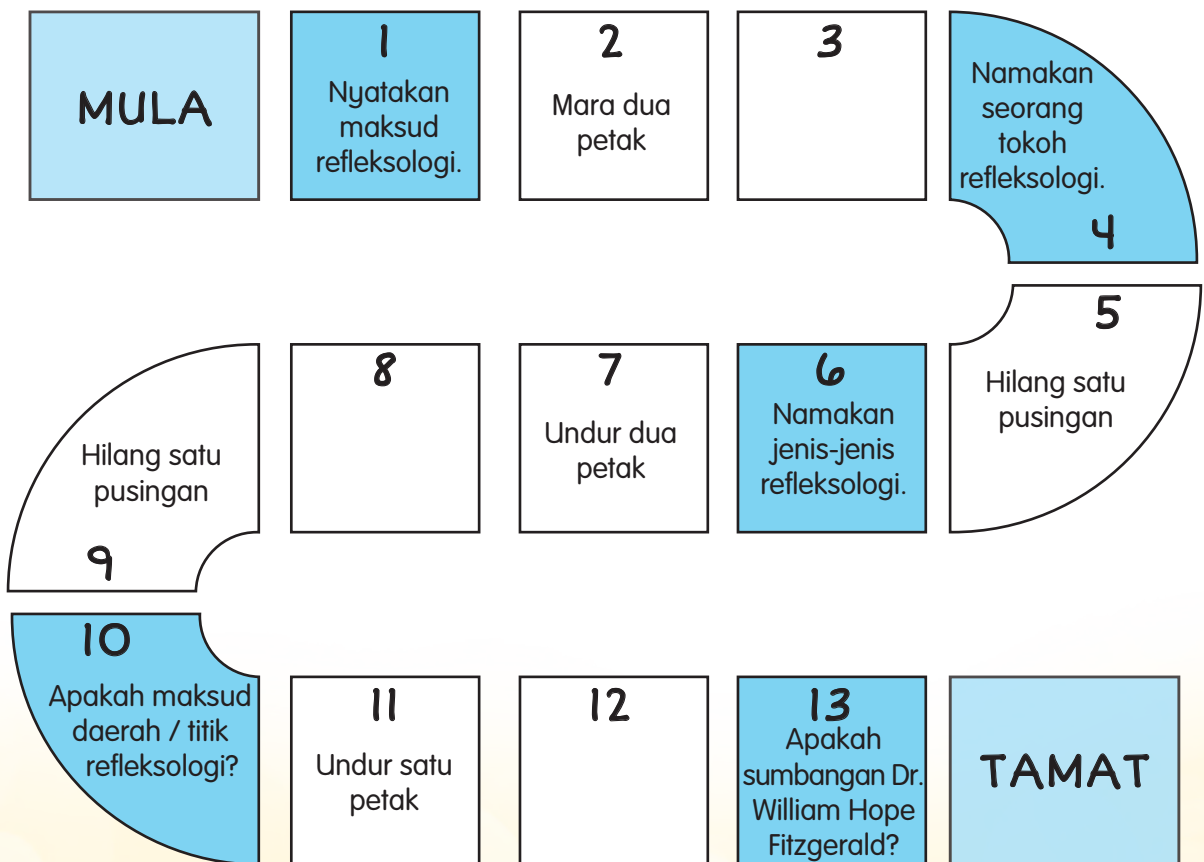 MULA
1
Nyatakan
maksud
refleksologi.
2
Mara dua
petak
3
Namakan
seorang
tokoh
refleksologi.
4
5
Hilang satu
pusingan
6
Namakan
jenis-jenis
refleksologi.
7
Undur dua
petak
8
Hilang satu
pusingan
9
10
Apakah maksud
daerah / titik
refleksologi?
11
Undur satu
petak
12
13
Apakah
sumbangan Dr.
William Hope
Fitzgerald?
TAMAT